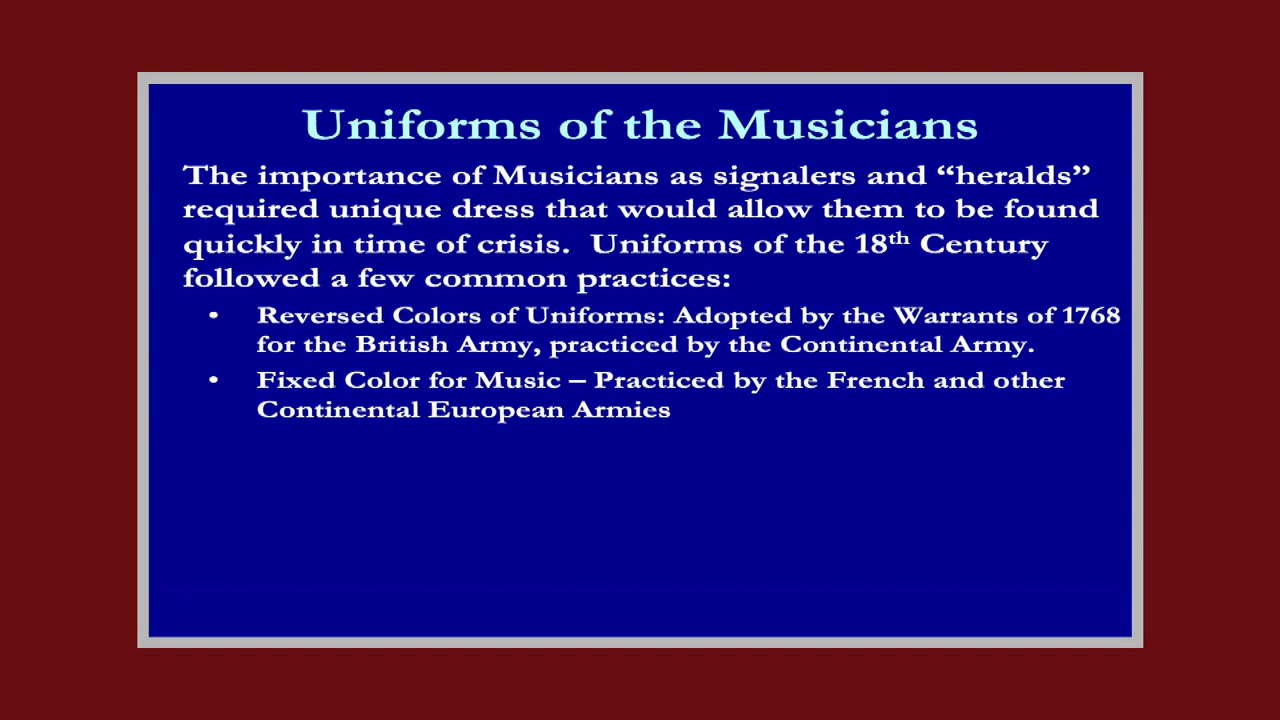 Uniforms of the Musicians
The importance of Musicians as signalers and “heralds”
required unique dress that would allow them to be found
quickly in time of crisis.  Uniforms of the 18th Century
followed a few common practices:
• Reversed Colors of Uniforms: Adopted by the Warrants of 1768
for the British Army, practiced by the Continental Army.
• Fixed Color for Music – Practiced by the French and other
Continental European Armies